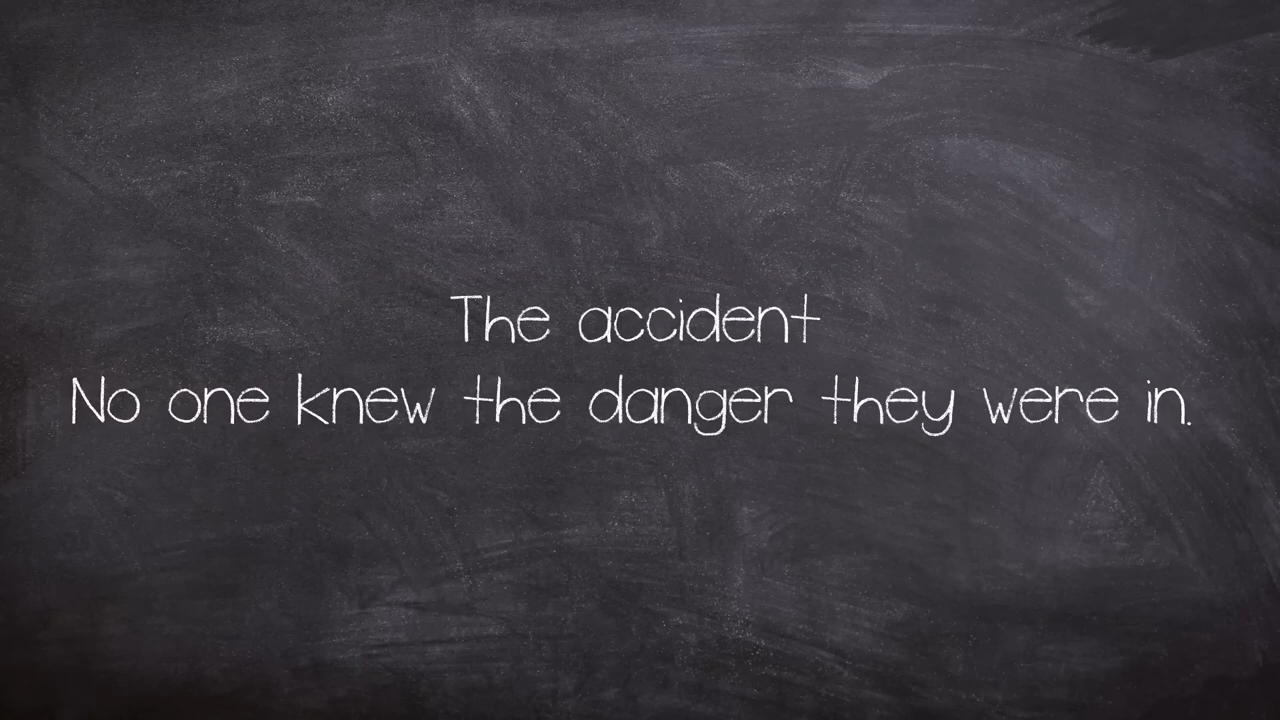 The accident
No one knew the danger they were in.